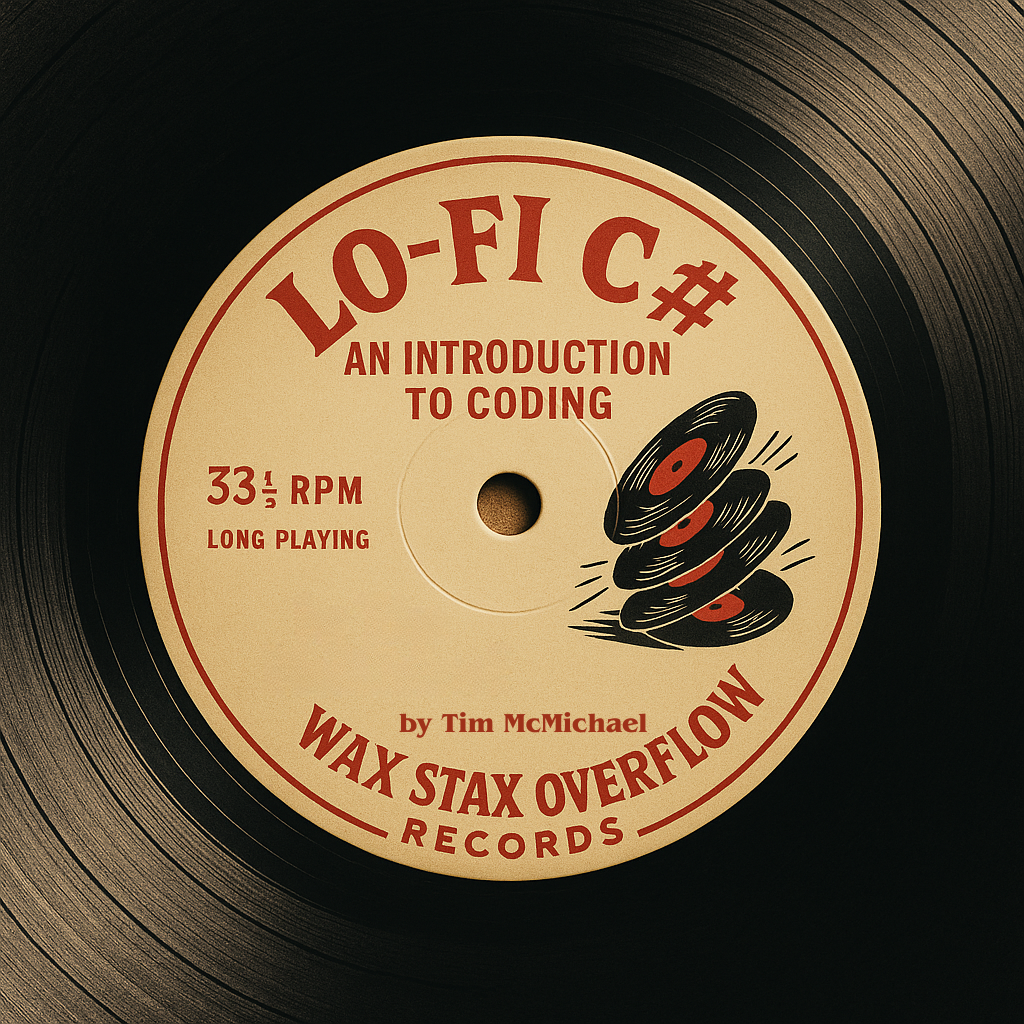 LO-FI C#
AN INTRODUCTION
TO CODING
33⅓ RPM
LONG PLAYING
by Tim McMichael
WAX STAX OVERFLOW
RECORDS